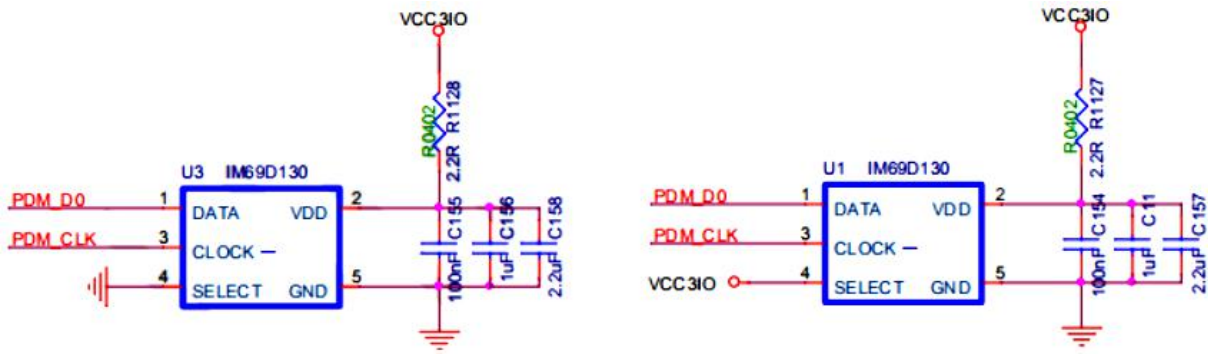 VCC3IO
R0402
2.2R R1128
U3 IM69D130
PDM_D0
1
DATA
VDD
2
PDM_CLK
3
CLOCK
4
SELECT
GND
5
100nF C155
1uF C156
2.2uF C158
VCC3IO
R0402
2.2R R1127
U1 IM69D130
PDM_D0
1
DATA
VDD
2
PDM_CLK
3
CLOCK
VCC3IO
4
SELECT
GND
5
100nF C154
1uF C11
2.2uF C157